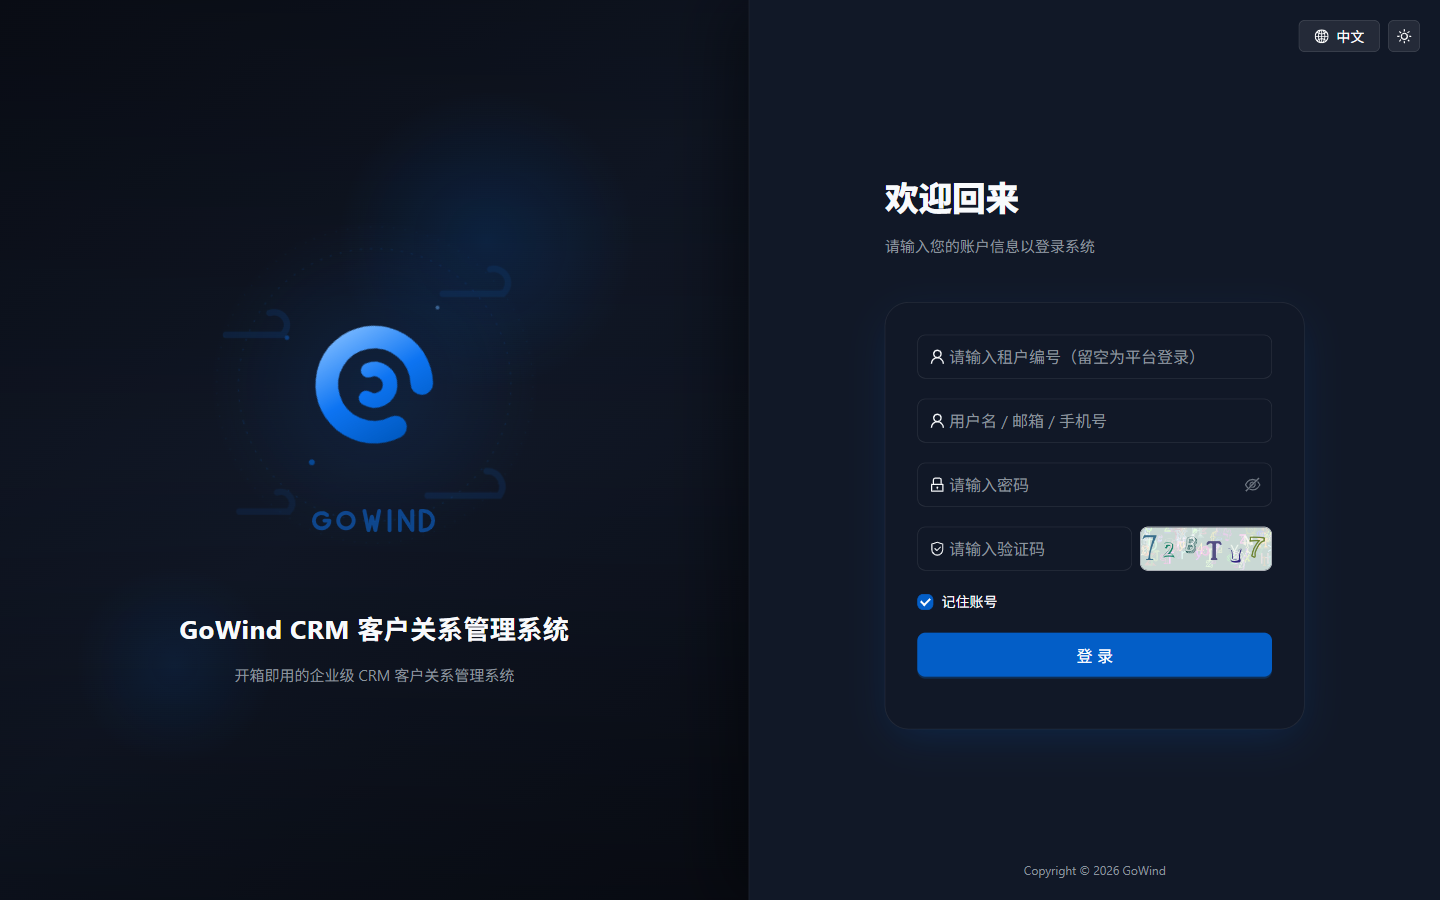 中文
欢迎回来
请输入您的账户信息以登录系统
请输入租户编号（留空为平台登录）
用户名 / 邮箱 / 手机号
请输入密码
请输入验证码
728TU7
记住账号
登 录
GOWIND
GoWind CRM 客户关系管理系统
开箱即用的企业级 CRM 客户关系管理系统
Copyright © 2026 GoWind